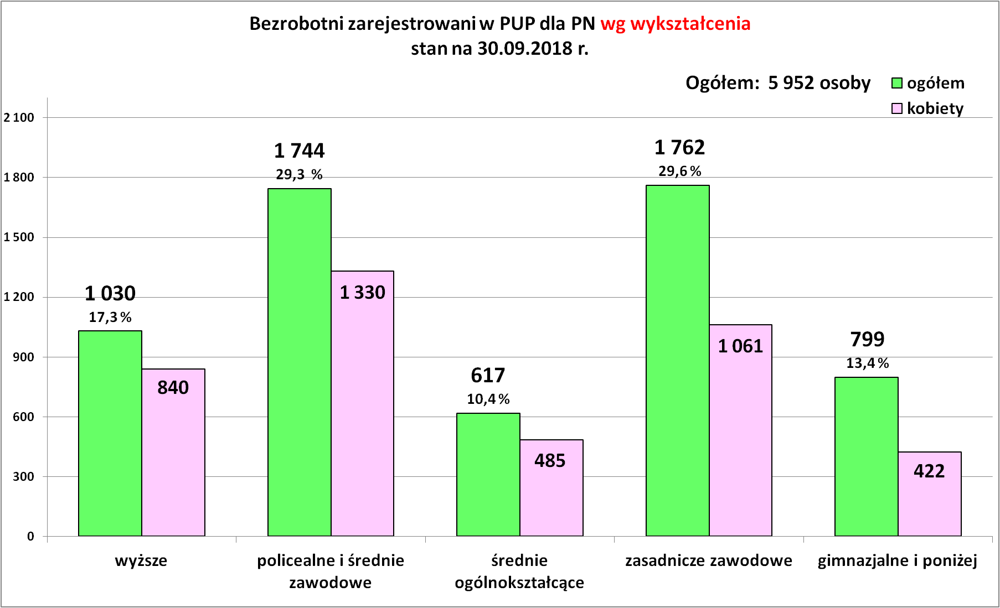 Bezrobotni zarejestrowani w PUP dla PN wg wykształcenia
stan na 30.09.2018 r.
Ogółem: 5 952 osoby
ogółem
kobiety
2 100
1 800
1 500
1 200
900
600
300
0
1 030
17,3 %
840
1 744
29,3 %
1 330
617
10,4 %
485
1 762
29,6 %
1 061
799
13,4 %
422
wyższe
policealne i średnie
zawodowe
średnie
ogólnokształcące
zasadnicze zawodowe
gimnazjalne i poniżej